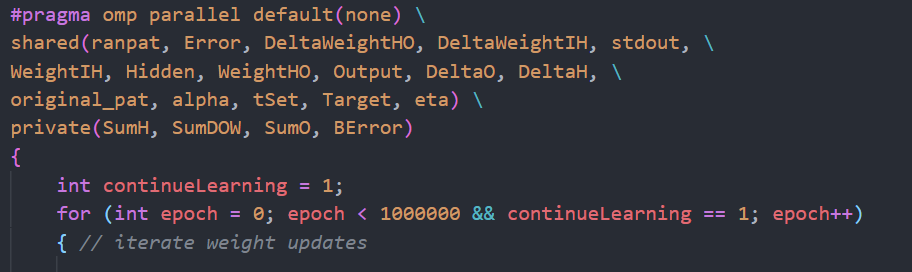 #pragma omp parallel default(none) \
shared(ranpat, Error, DeltaWeightHO, DeltaWeightIH, stdout, \
WeightIH, Hidden, WeightHO, Output, DeltaO, DeltaH, \
original_pat, alpha, tSet, Target, eta) \
private(SumH, SumDOW, SumO, BError)
{
    int continueLearning = 1;
    for (int epoch = 0; epoch < 1000000 && continueLearning == 1; epoch++)
    { // iterate weight updates